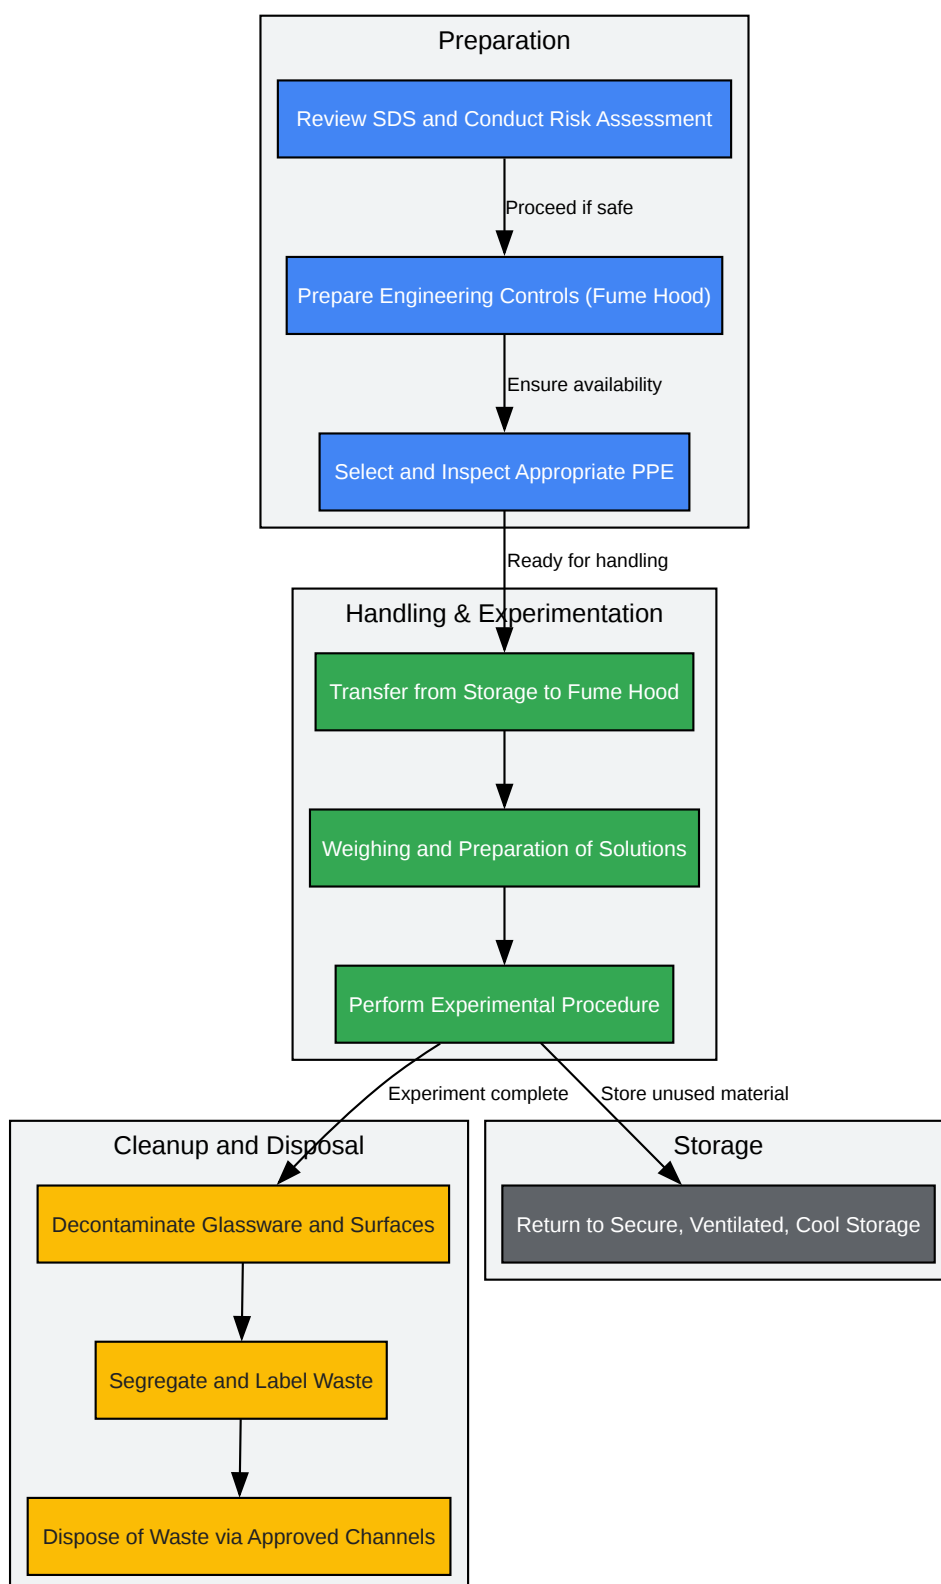 Preparation
Review SDS and Conduct Risk Assessment
Proceed if safe
Prepare Engineering Controls (Fume Hood)
Ensure availability
Select and Inspect Appropriate PPE
Ready for handling
Handling & Experimentation
Transfer from Storage to Fume Hood
Weighing and Preparation of Solutions
Perform Experimental Procedure
Experiment complete
Store unused material
Cleanup and Disposal
Storage
Decontaminate Glassware and Surfaces
Return to Secure, Ventilated, Cool Storage
Segregate and Label Waste
Dispose of Waste via Approved Channels